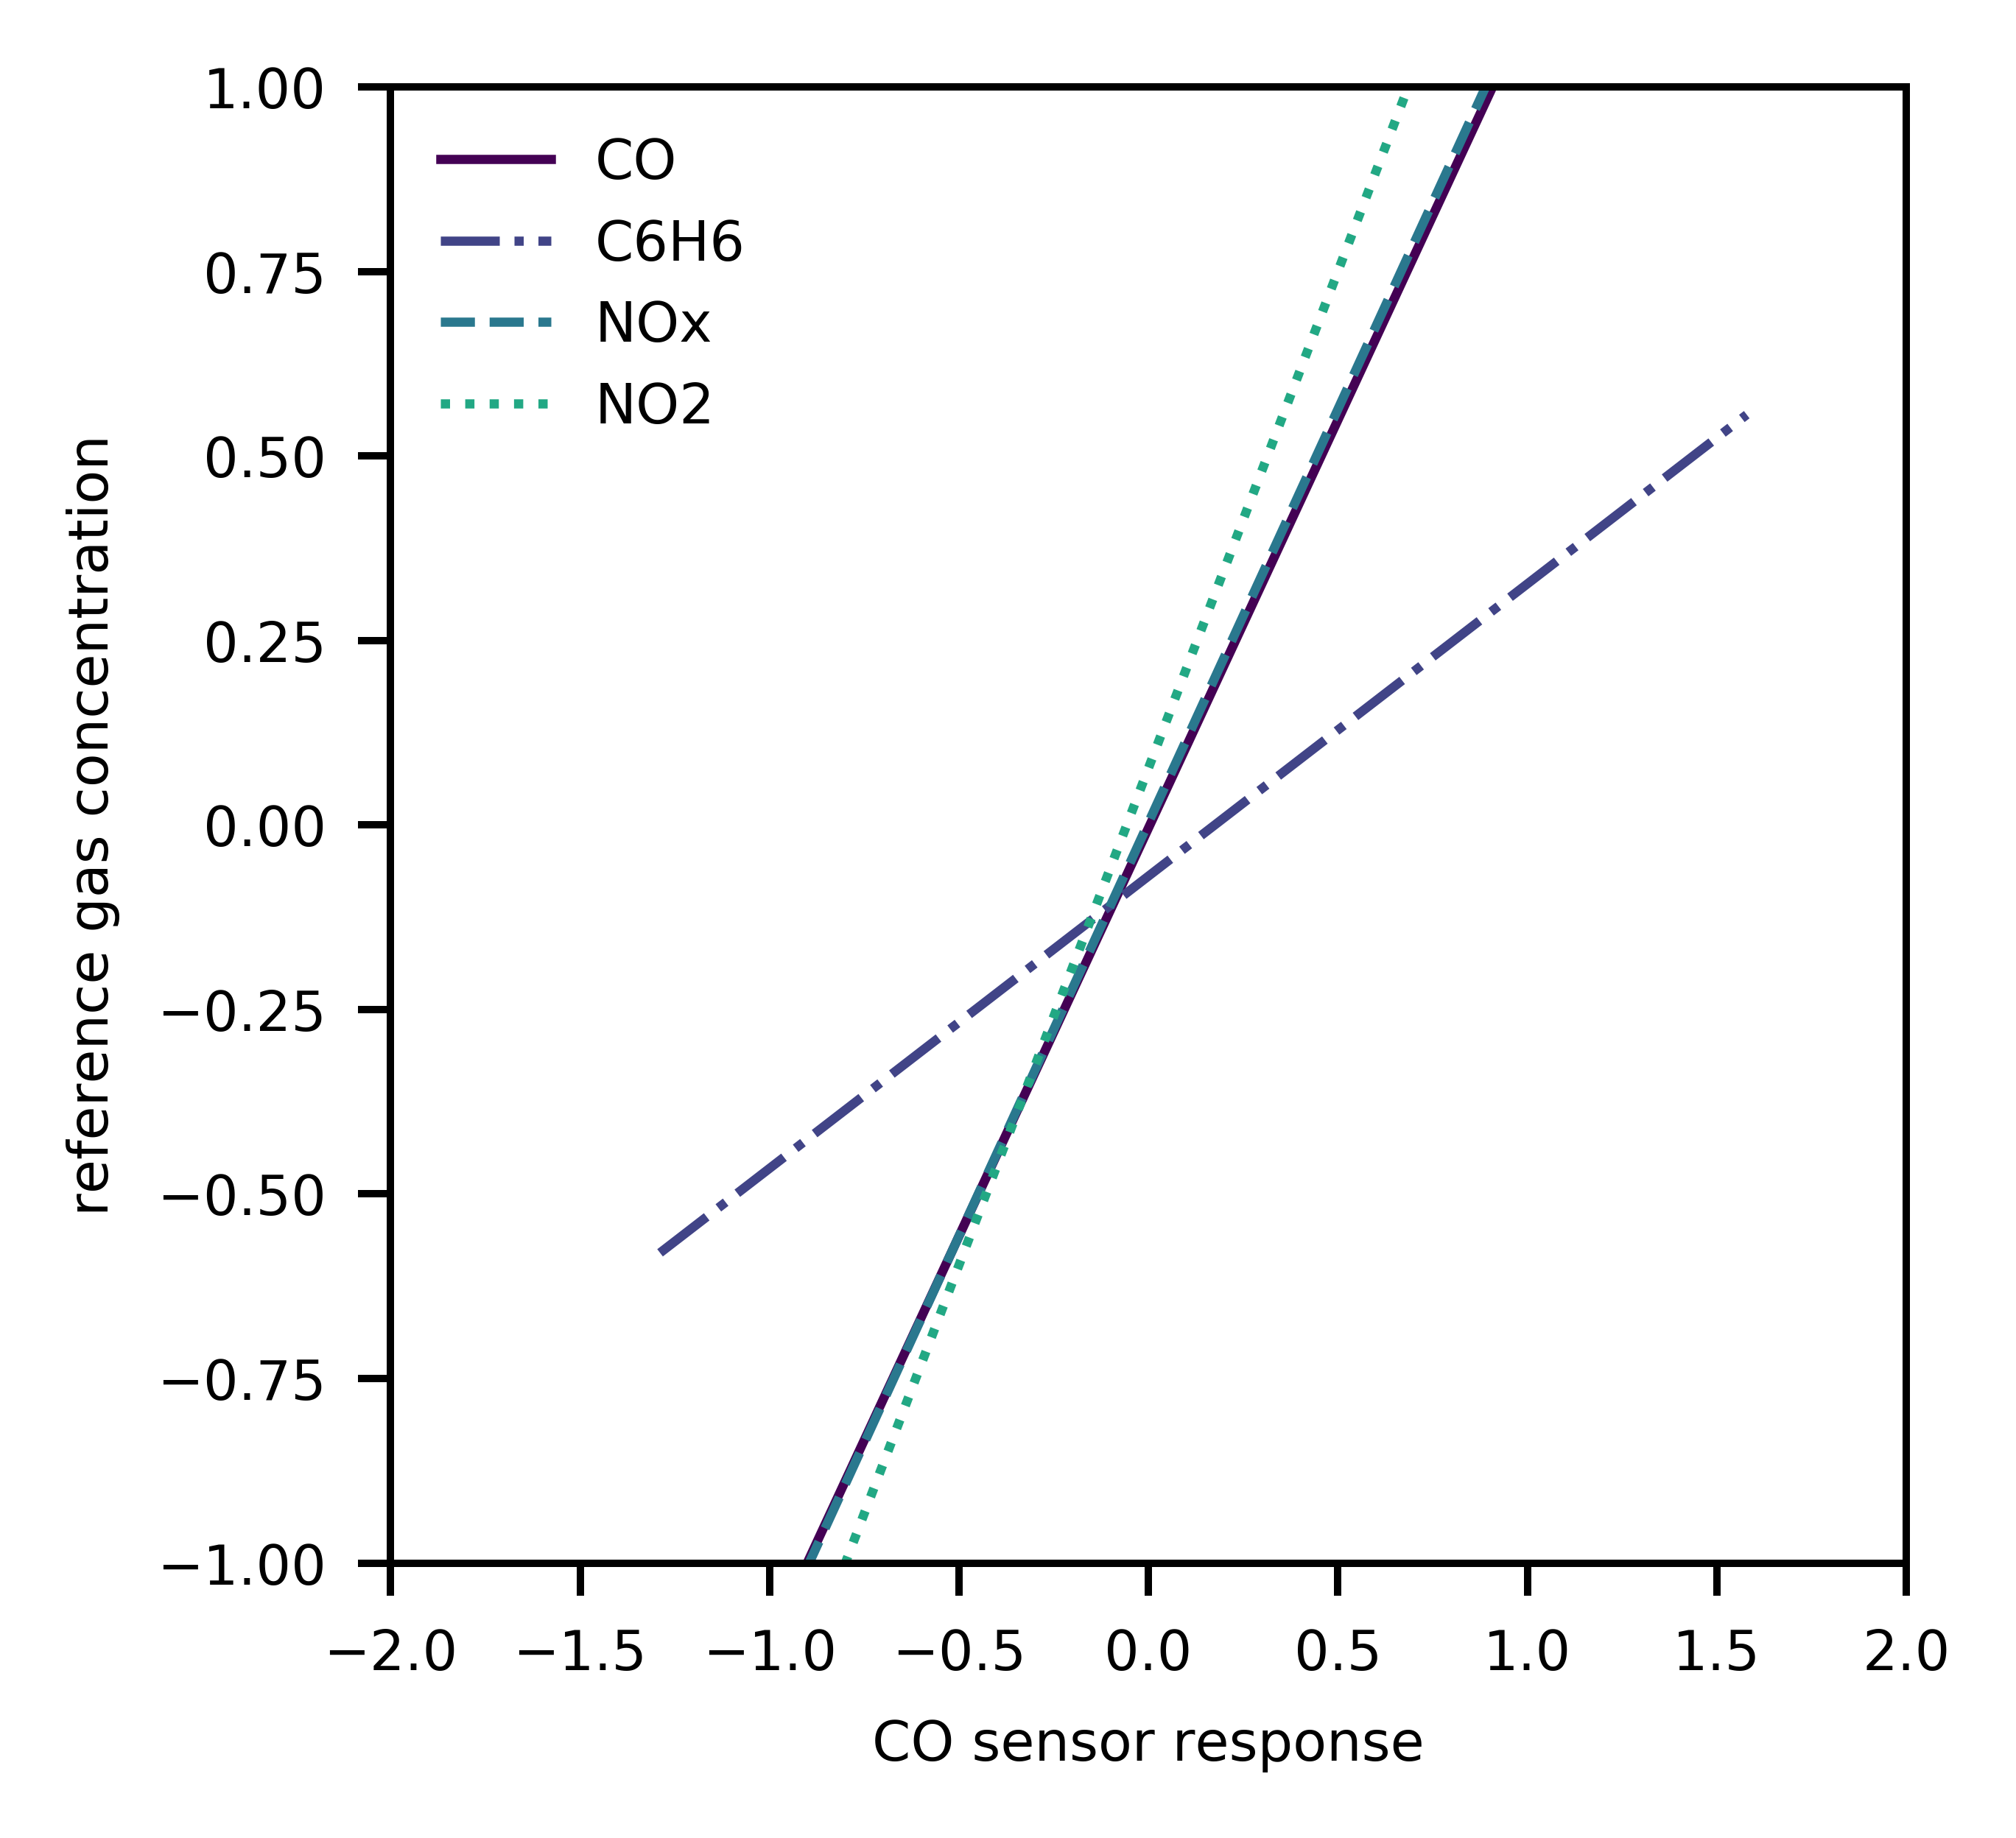 1.00
0.75
0.50
0.25
0.00
−0.25
−0.50
−0.75
−1.00
reference gas concentration
CO
C6H6
NOx
NO2
−2.0 −1.5 −1.0 −0.5 0.0 0.5 1.0 1.5 2.0
CO sensor response